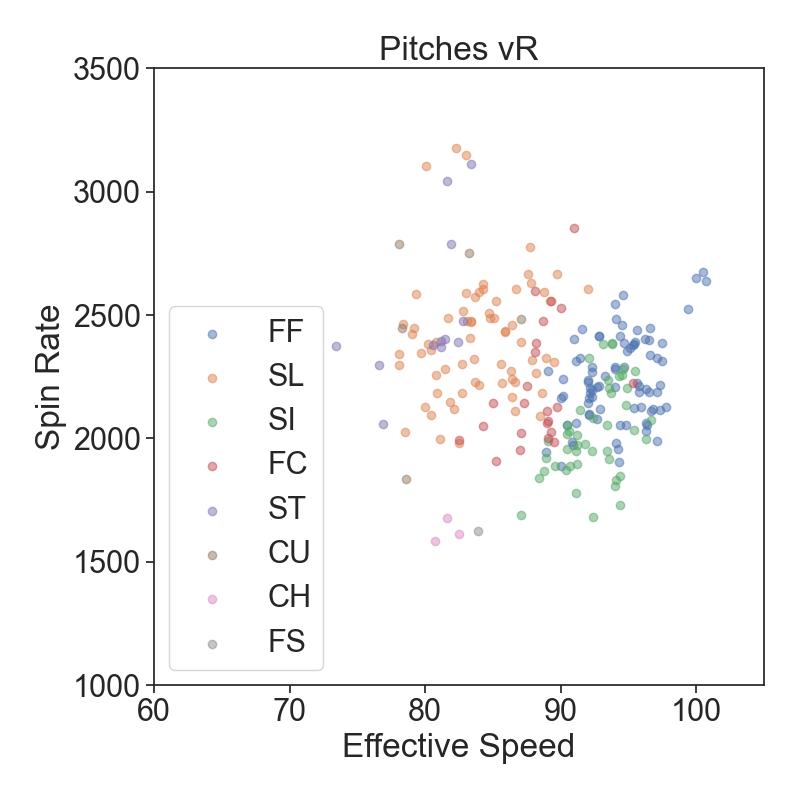 Pitches vR
3500
3000
2500
2000
1500
1000
Spin Rate
FF
SL
SI
FC
ST
CU
CH
FS
60 70 80 90 100
Effective Speed